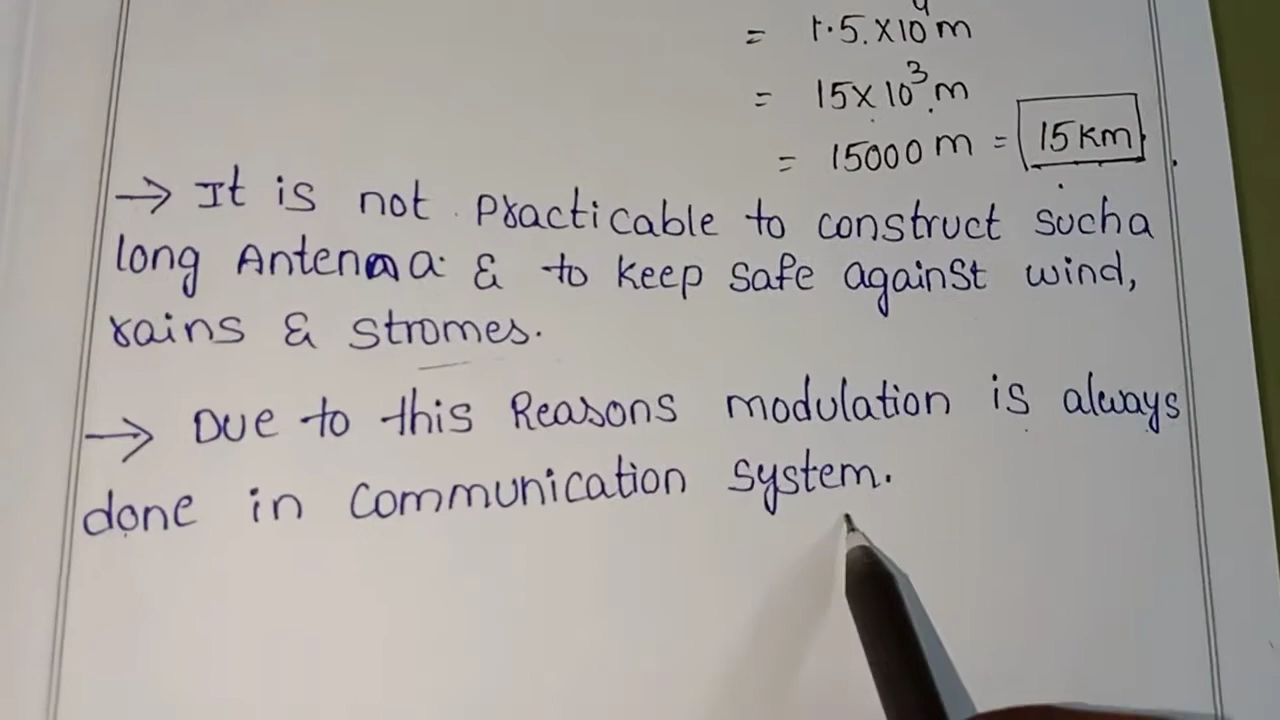 = 1.5.×10⁴ m
= 15×10³ m
= 15000 m = 15 Km
→ It is not practicable to construct such a
long Antenna & to keep safe against wind,
rains & stromes.
→ Due to this Reasons modulation is always
done in communication system.